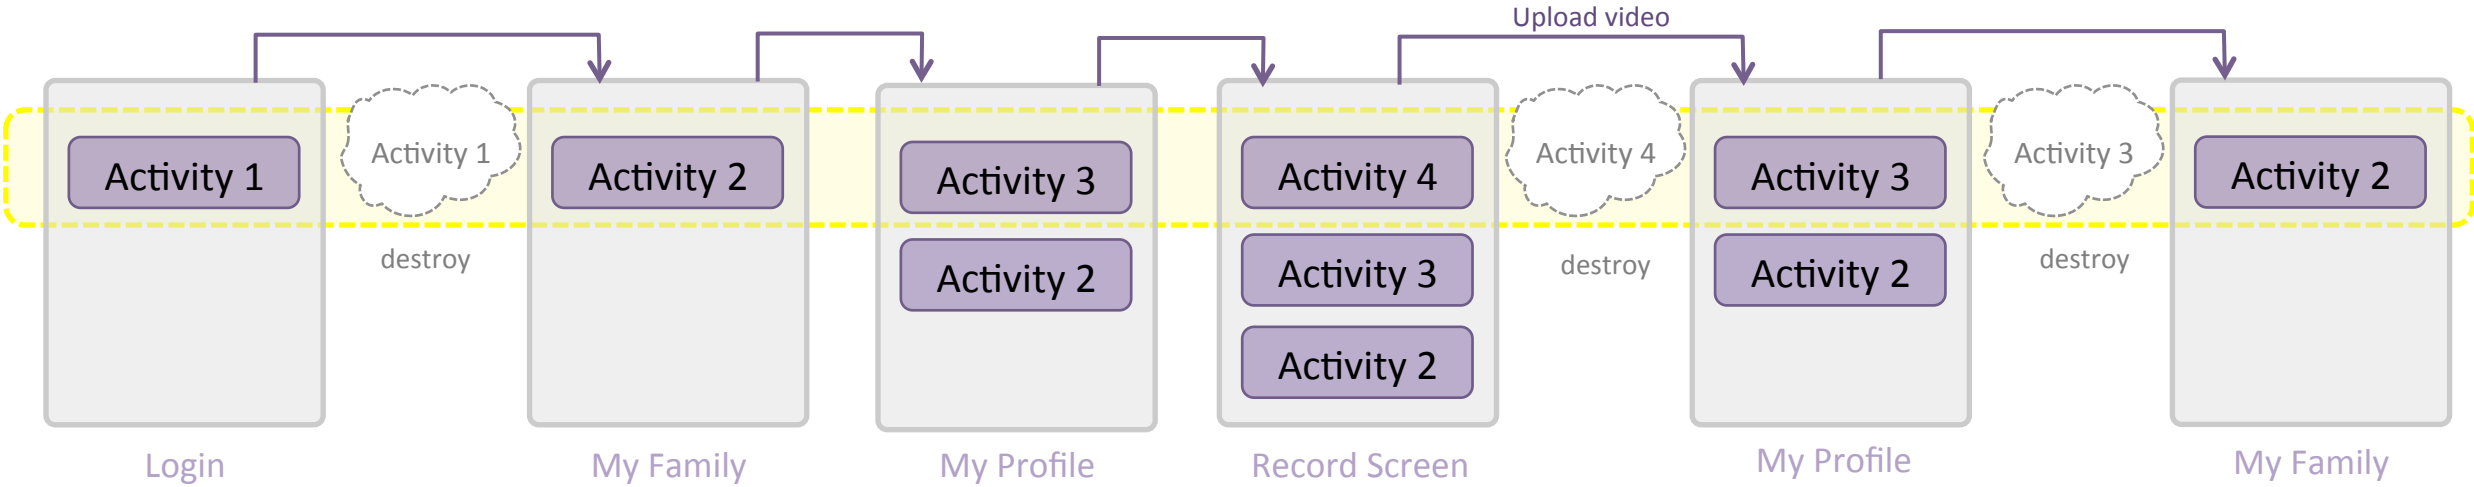 Upload video
Activity 1
Activity 1
destroy
Activity 2
Activity 3
Activity 2
Activity 4
Activity 3
Activity 2
Activity 4
destroy
Activity 3
Activity 2
Activity 3
destroy
Activity 2
Login
My Family
My Profile
Record Screen
My Profile
My Family